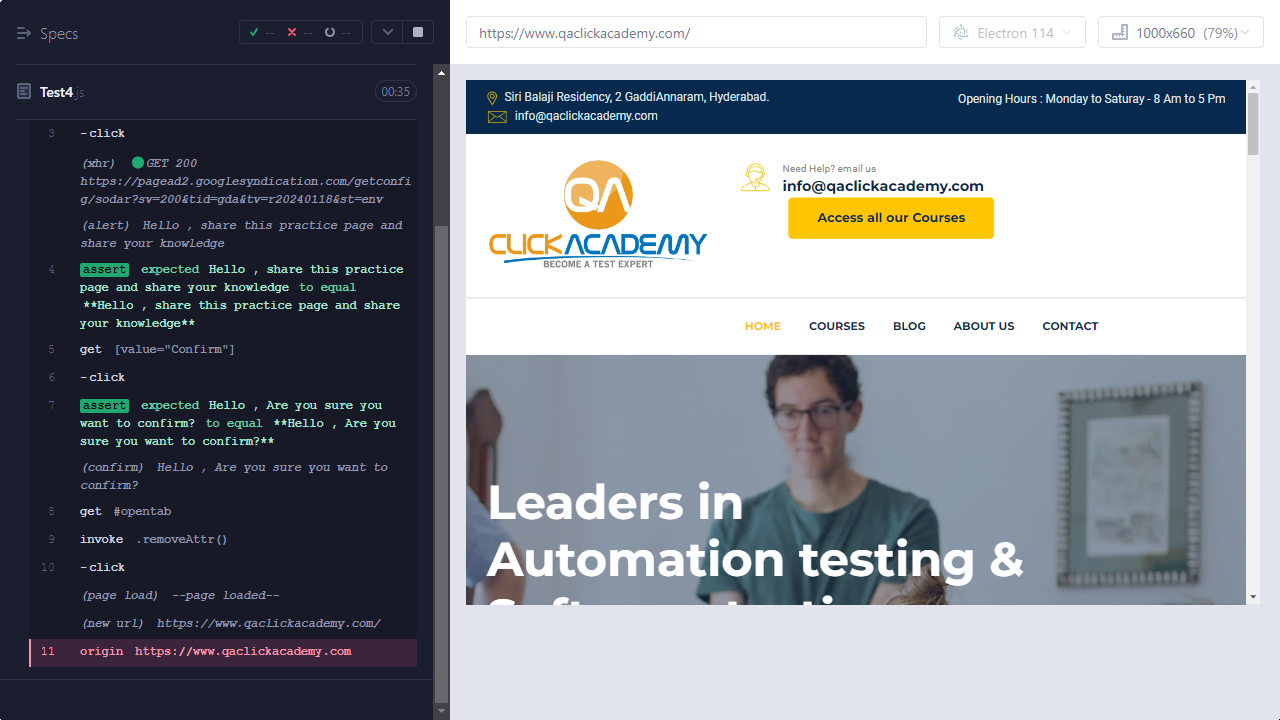 Specs
--
--
--
https://www.qaclickacademy.com/
Electron 114
1000x660 (79%)
Test4.js
00:35
3 -click
(xhr) GET 200
https://pagead2.googlesyndication.com/getconfi
g/sodar?sv=200&tid=gda&tv=r20240118&st=env
(alert) Hello , share this practice page and
share your knowledge
4 assert expected Hello , share this practice
page and share your knowledge to equal
**Hello , share this practice page and share
your knowledge**
5 get [value="Confirm"]
6 -click
7 assert expected Hello , Are you sure you
want to confirm? to equal **Hello , Are you
sure you want to confirm?**
(confirm) Hello , Are you sure you want to
confirm?
8 get #opentab
9 invoke .removeAttr()
10 -click
(page load) --page loaded--
(new url) https://www.qaclickacademy.com/
11 origin https://www.qaclickacademy.com
Siri Balaji Residency, 2 GaddiAnnaram, Hyderabad.
info@qaclickacademy.com
Opening Hours : Monday to Saturay - 8 Am to 5 Pm
QA
CLICKACADEMY
BECOME A TEST EXPERT
Need Help? email us
info@qaclickacademy.com
Access all our Courses
HOME COURSES BLOG ABOUT US CONTACT
Leaders in
Automation testing &